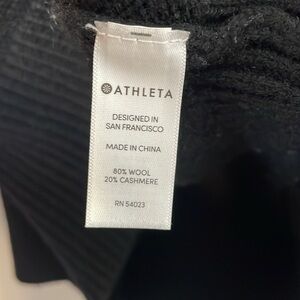 ATHLETA
DESIGNED IN
SAN FRANCISCO
MADE IN CHINA
80% WOOL
20% CASHMERE
RN 54023